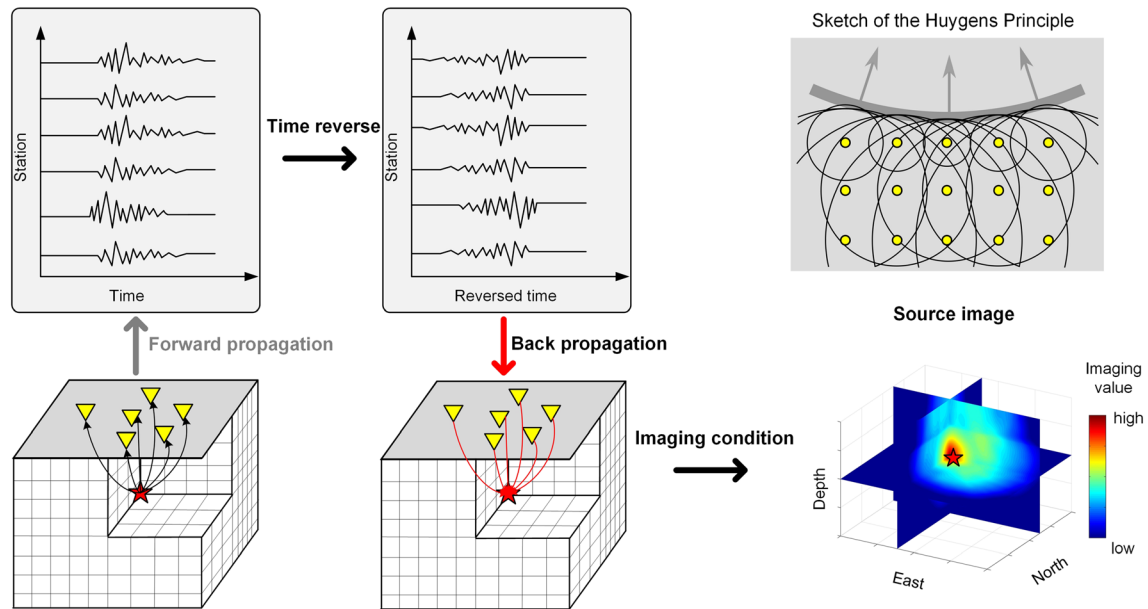 Station
Time
Time reverse
Station
Reversed time
Sketch of the Huygens Principle
Forward propagation
Back propagation
Imaging condition
Source image
Imaging
value
high
low
Depth
East
North